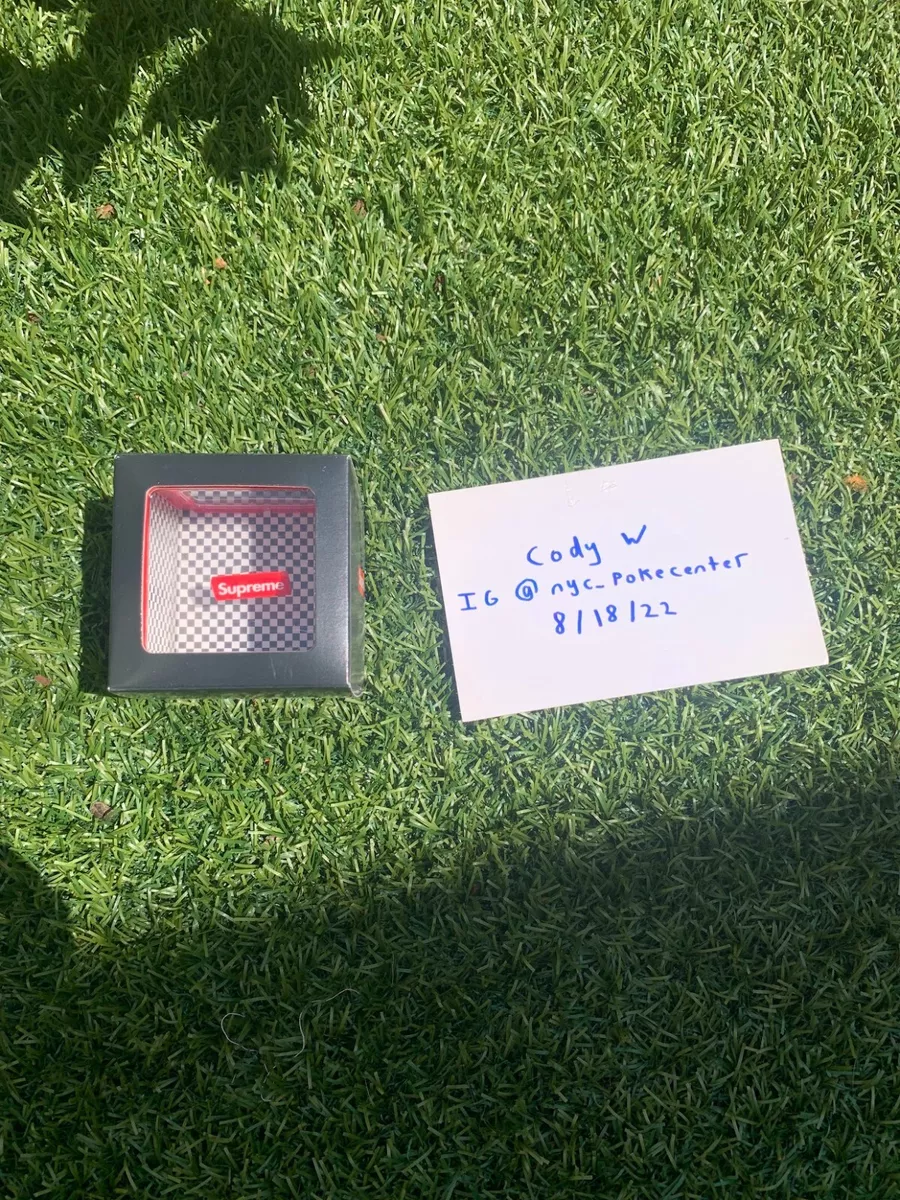 Supreme
Cody W
IG @ nyc_pokecenter
8/18/22